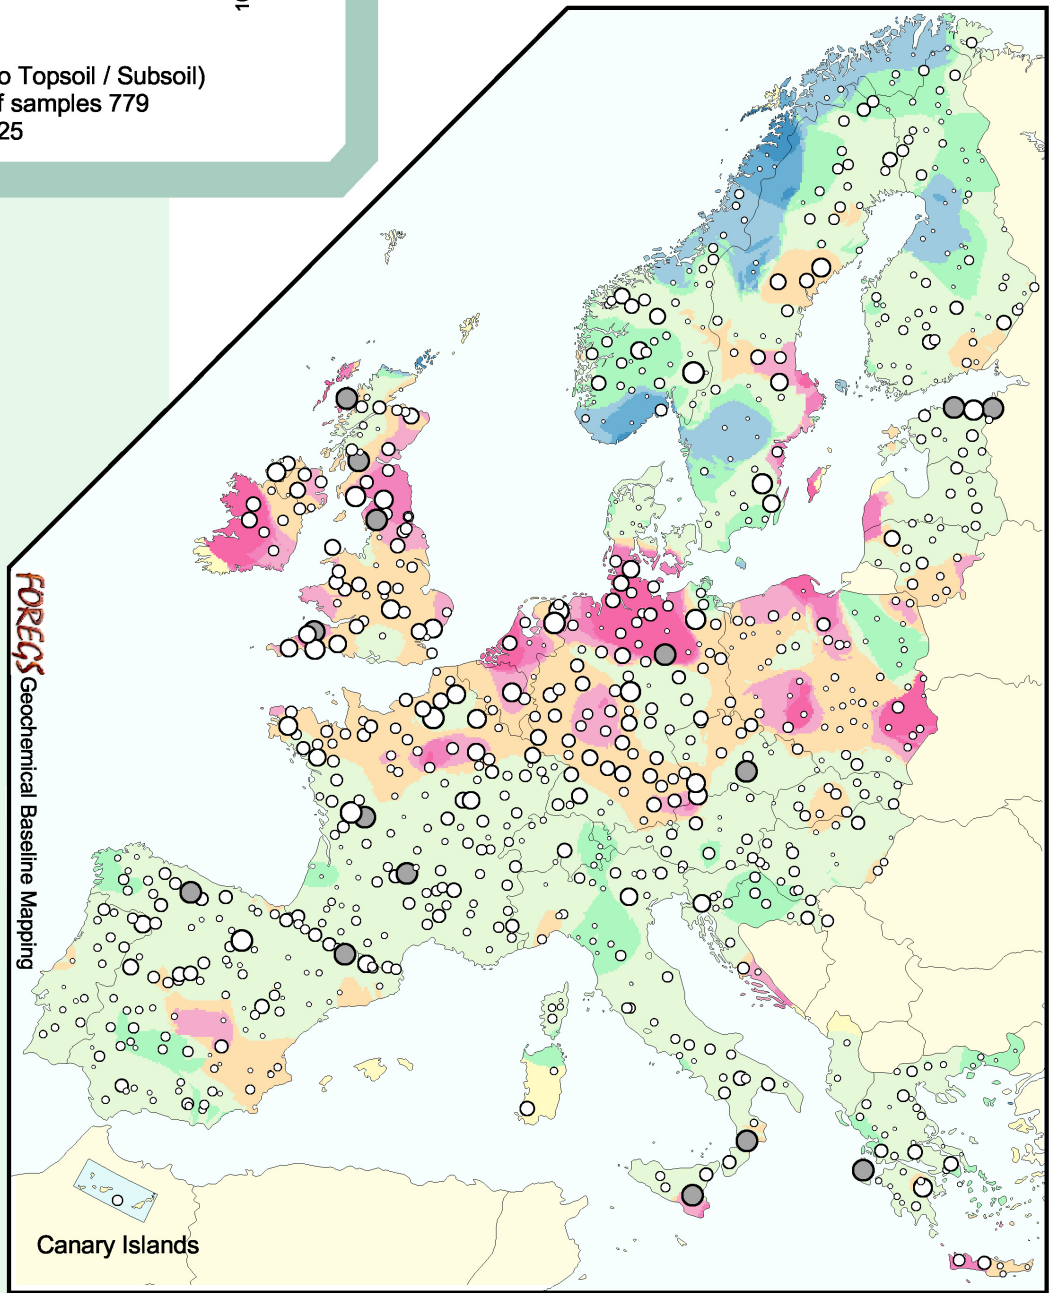 o Topsoil / Subsoil)
f samples 779
25
FOREGS Geochemical Baseline Mapping
Canary Islands